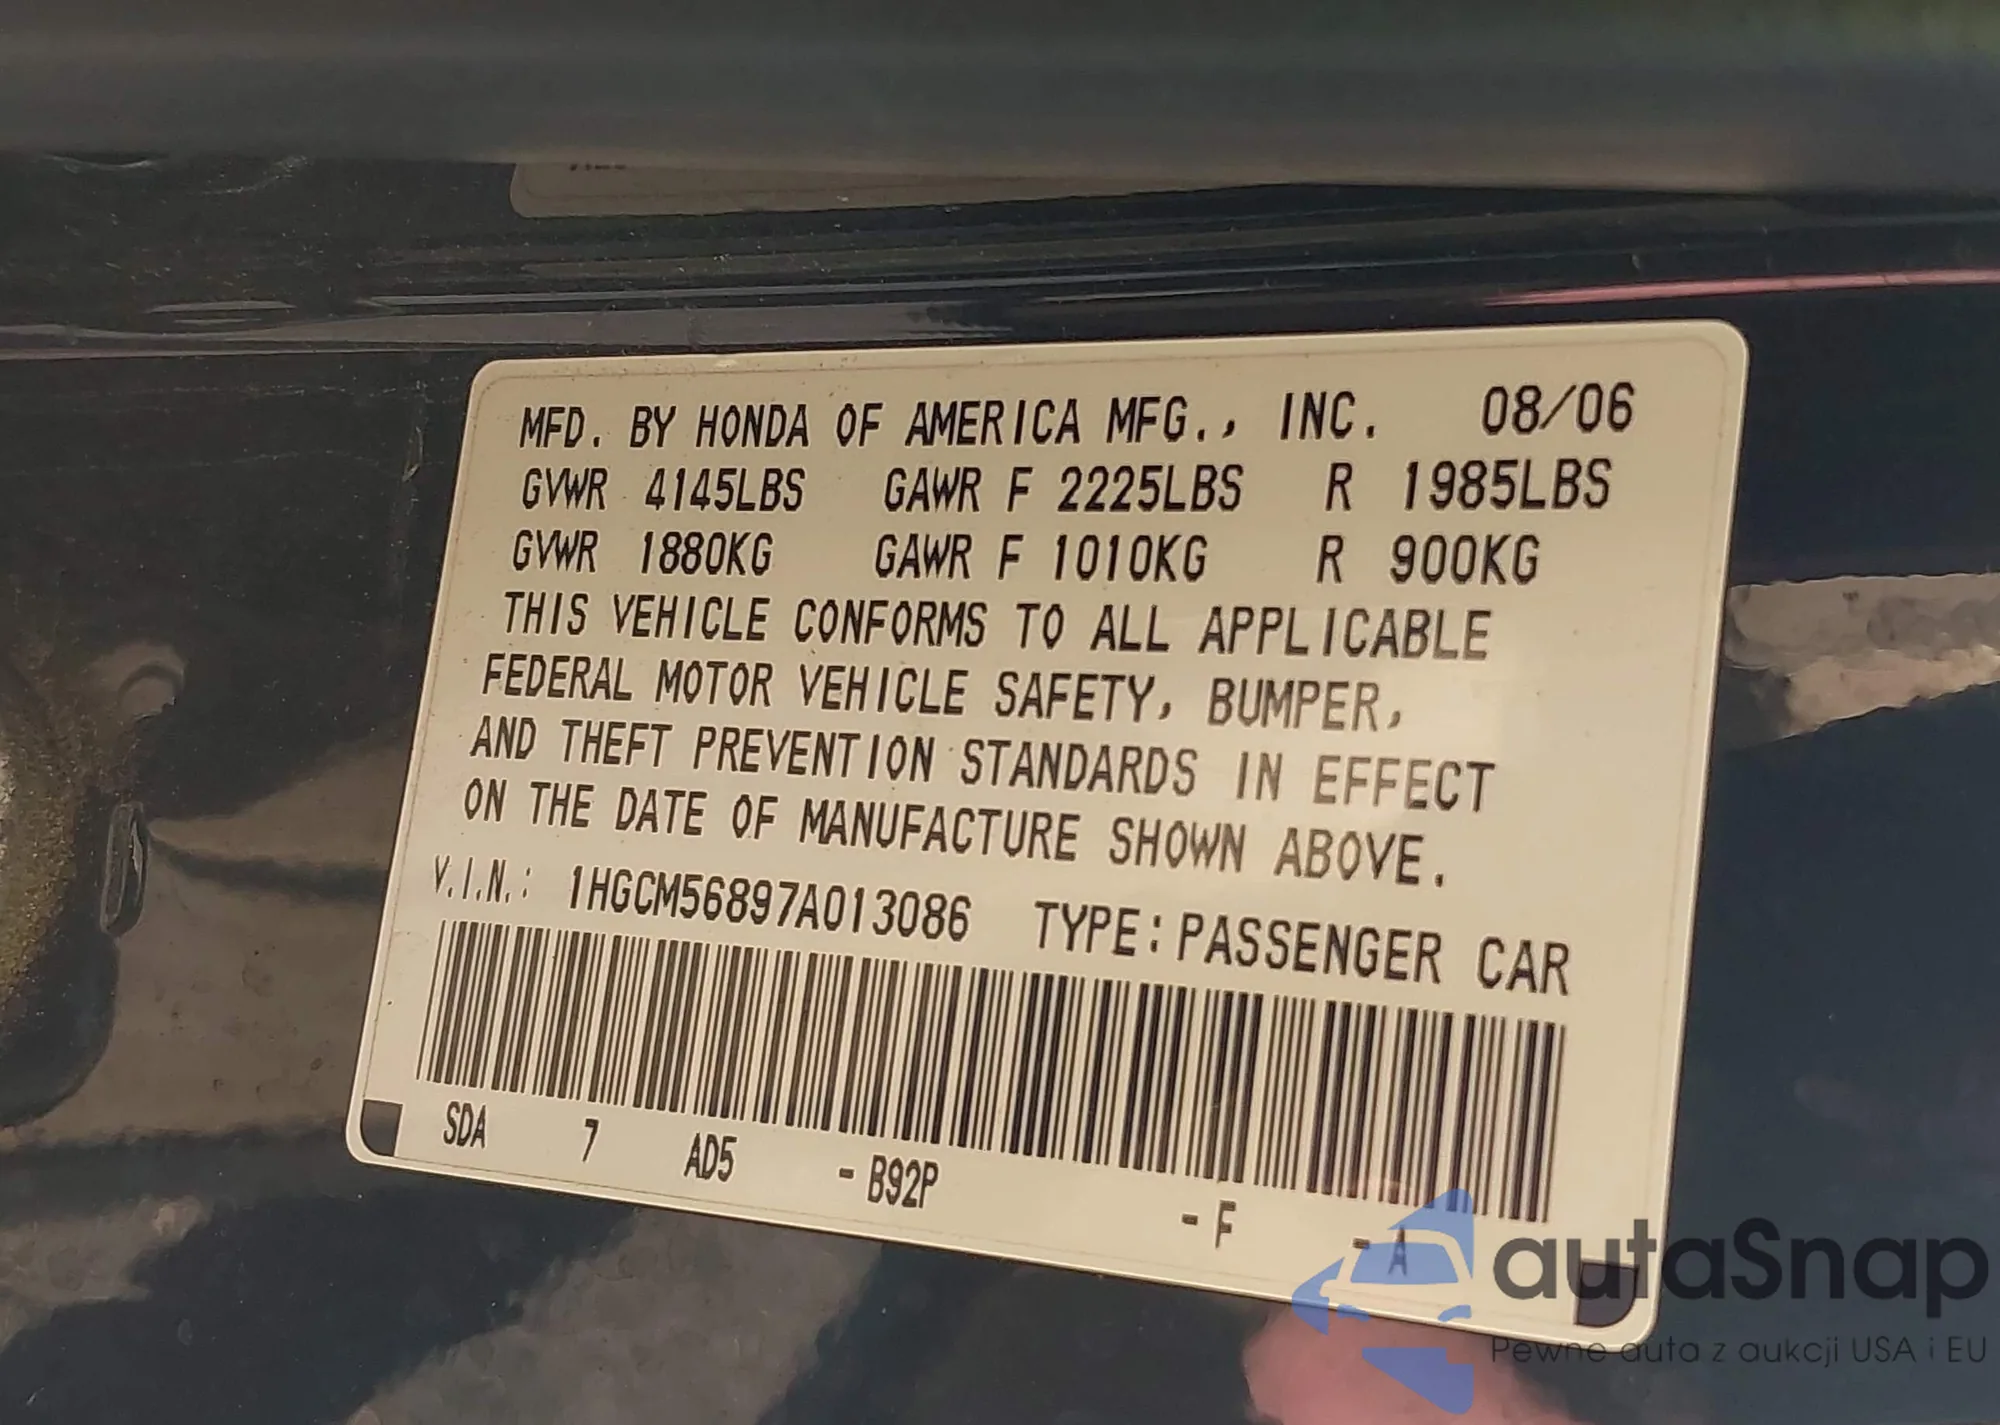 MFD. BY HONDA OF AMERICA MFG., INC. 08/06
GVWR 4145LBS GAWR F 2225LBS R 1985LBS
GVWR 1880KG GAWR F 1010KG R 900KG
THIS VEHICLE CONFORMS TO ALL APPLICABLE
FEDERAL MOTOR VEHICLE SAFETY, BUMPER,
AND THEFT PREVENTION STANDARDS IN EFFECT
ON THE DATE OF MANUFACTURE SHOWN ABOVE.
V.I.N.: 1HGCM56897A013086 TYPE: PASSENGER CAR
SDA 7 AD5 - B92P - F - A
autaSnap
Pewne auta z aukcji USA i EU